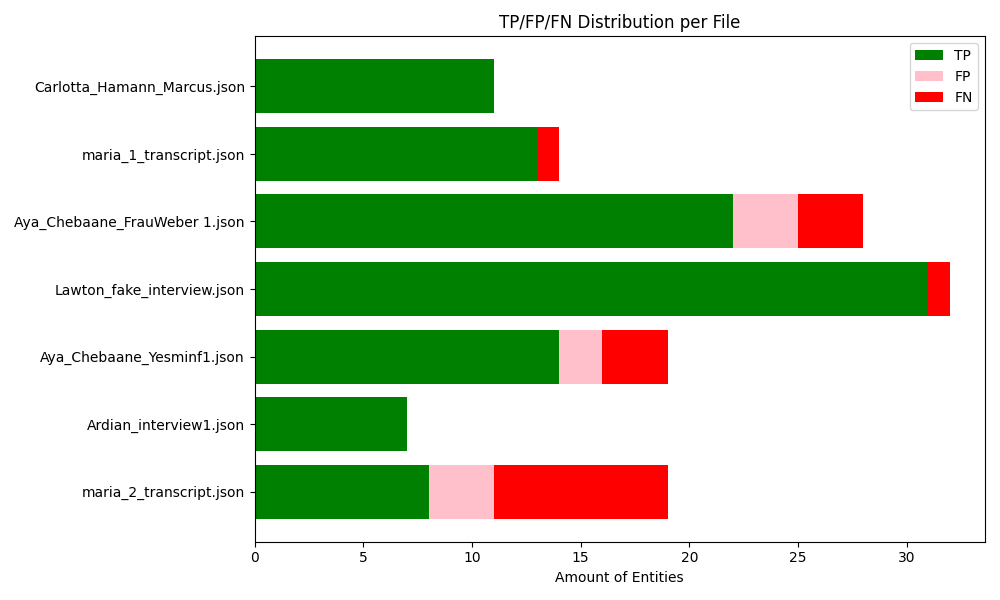 TP/FP/FN Distribution per File
TP
FP
FN
Carlotta_Hamann_Marcus.json
maria_1_transcript.json
Aya_Chebaane_FrauWeber 1.json
Lawton_fake_interview.json
Aya_Chebaane_Yesminf1.json
Ardian_interview1.json
maria_2_transcript.json
0 5 10 15 20 25 30
Amount of Entities